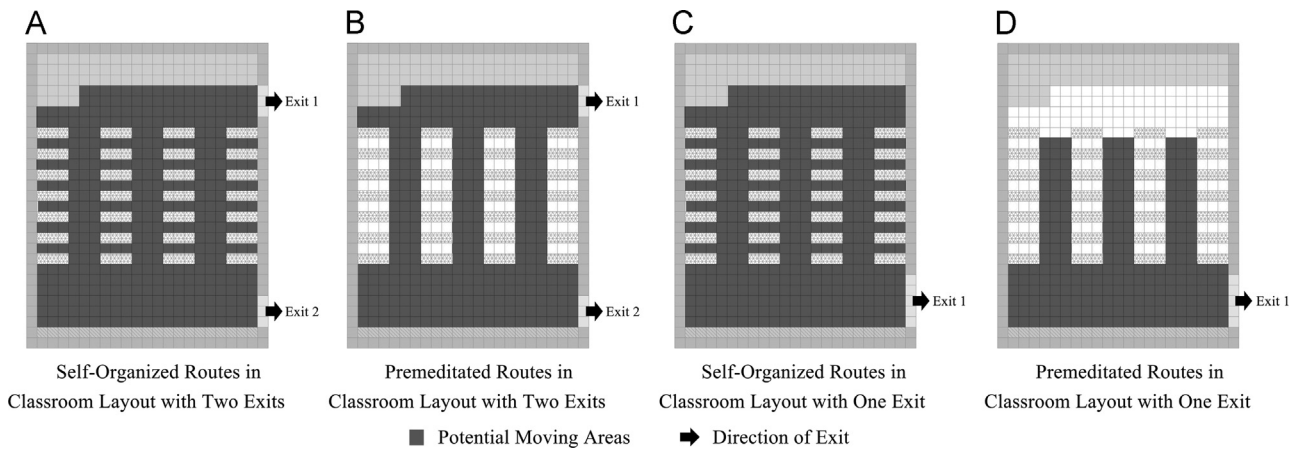 A
B
C
D
Exit 1
Exit 1
Exit 2
Exit 2
Exit 1
Exit 1
Self-Organized Routes in
Classroom Layout with Two Exits
Premeditated Routes in
Classroom Layout with Two Exits
Self-Organized Routes in
Classroom Layout with One Exit
Premeditated Routes in
Classroom Layout with One Exit
Potential Moving Areas
Direction of Exit